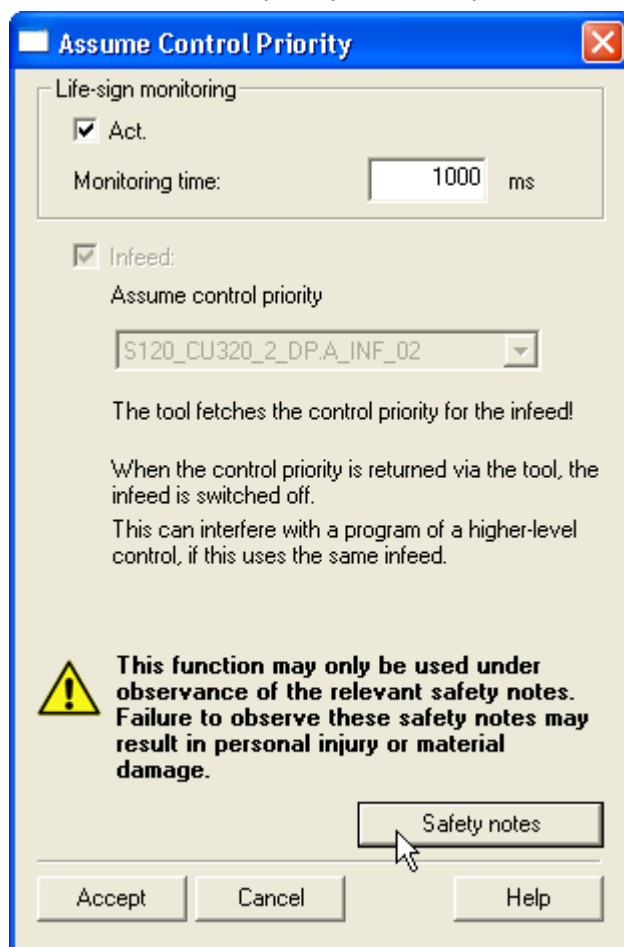 Assume Control Priority
Life-sign monitoring
Act.
Monitoring time:
1000 ms
Infeed:
Assume control priority
S120_CU320_2_DP.A_INF_02
The tool fetches the control priority for the infeed!
When the control priority is returned via the tool, the
infeed is switched off.
This can interfere with a program of a higher-level
control, if this uses the same infeed.
This function may only be used under
observance of the relevant safety notes.
Failure to observe these safety notes may
result in personal injury or material
damage.
Safety notes
Accept
Cancel
Help